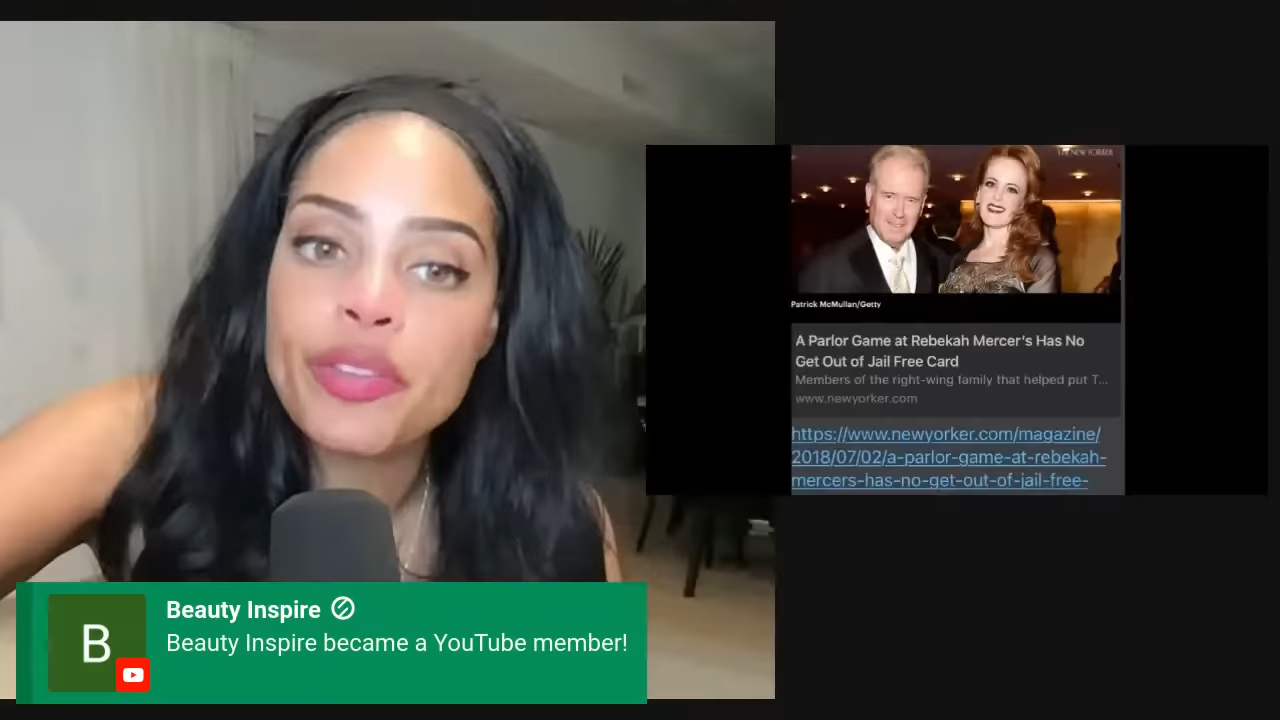 THE NEW YORKER
Patrick McMullan/Getty
A Parlor Game at Rebekah Mercer's Has No
Get Out of Jail Free Card
Members of the right-wing family that helped put T...
www.newyorker.com
https://www.newyorker.com/magazine/
2018/07/02/a-parlor-game-at-rebekah-
mercers-has-no-get-out-of-jail-free-
B
Beauty Inspire
Beauty Inspire became a YouTube member!